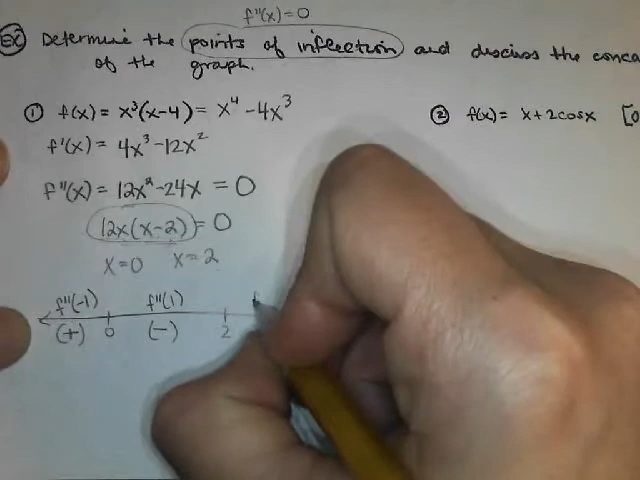 f''(x)=0
EX Determine the points of inflection and discuss the conca
of the graph.
① f(x) = x³(x-4) = x⁴ -4x³
② f(x)= x+2cosx [0
f'(x) = 4x³-12x²
f''(x) = 12x²-24x = 0
12x(x-2) = 0
x=0 x=2
f''(-1) f''(1)
(+) 0 (-) 2